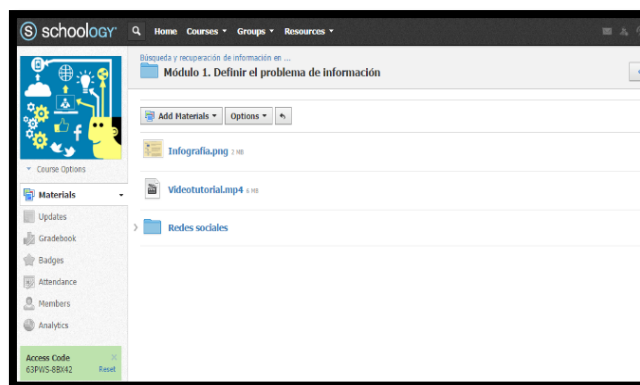 S schoology Home Courses Groups Resources
Búsqueda y recuperación de información en ...
Módulo 1. Definir el problema de información
Add Materials Options
Infografia.png 2 MB
Course Options
Videotutorial.mp4 6 MB
Materials
Updates
Redes sociales
Gradebook
Badges
Attendance
Members
Analytics
Access Code
63PWS-8BX42 Reset